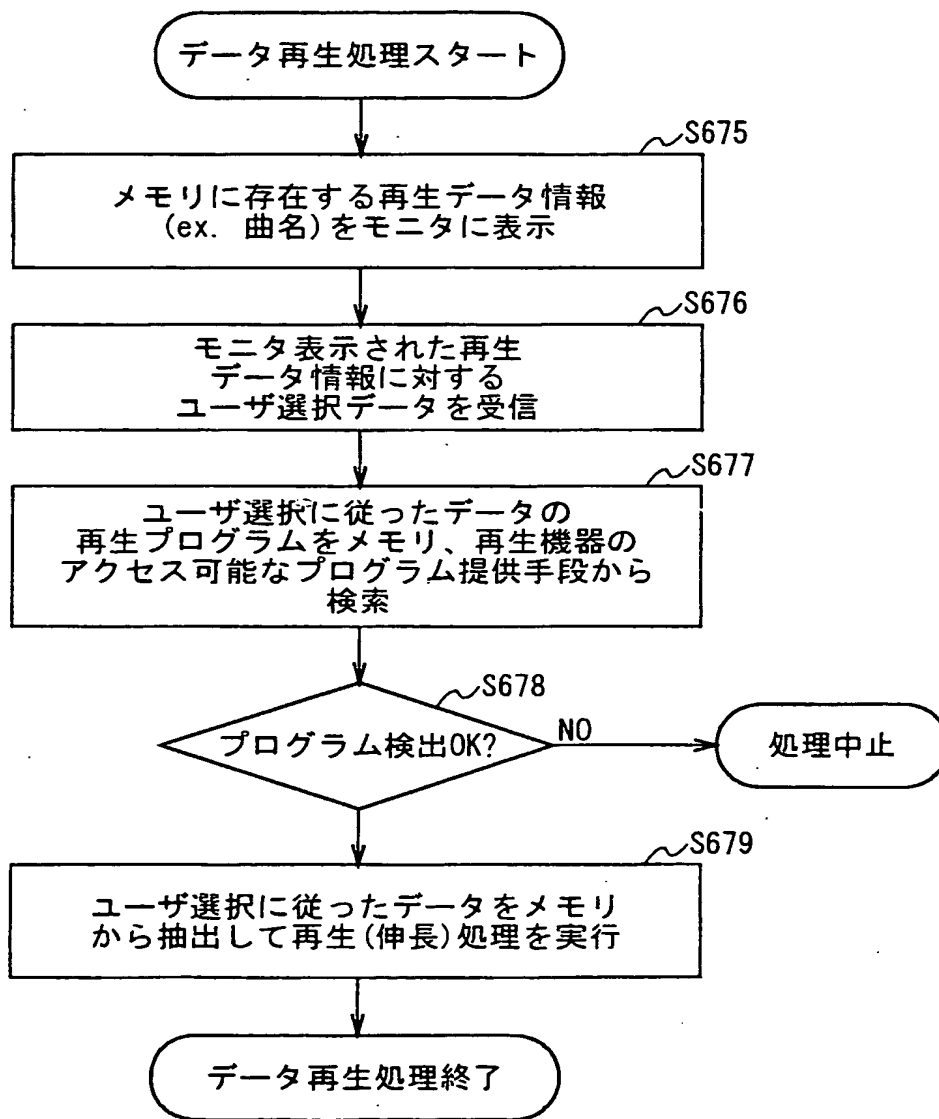 データ再生処理スタート
S675
メモリに存在する再生データ情報
(ex. 曲名)をモニタに表示
S676
モニタ表示された再生
データ情報に対する
ユーザ選択データを受信
S677
ユーザ選択に従ったデータの
再生プログラムをメモリ、再生機器の
アクセス可能なプログラム提供手段から
検索
S678
プログラム検出OK?
NO
処理中止
S679
ユーザ選択に従ったデータをメモリ
から抽出して再生(伸長)処理を実行
データ再生処理終了